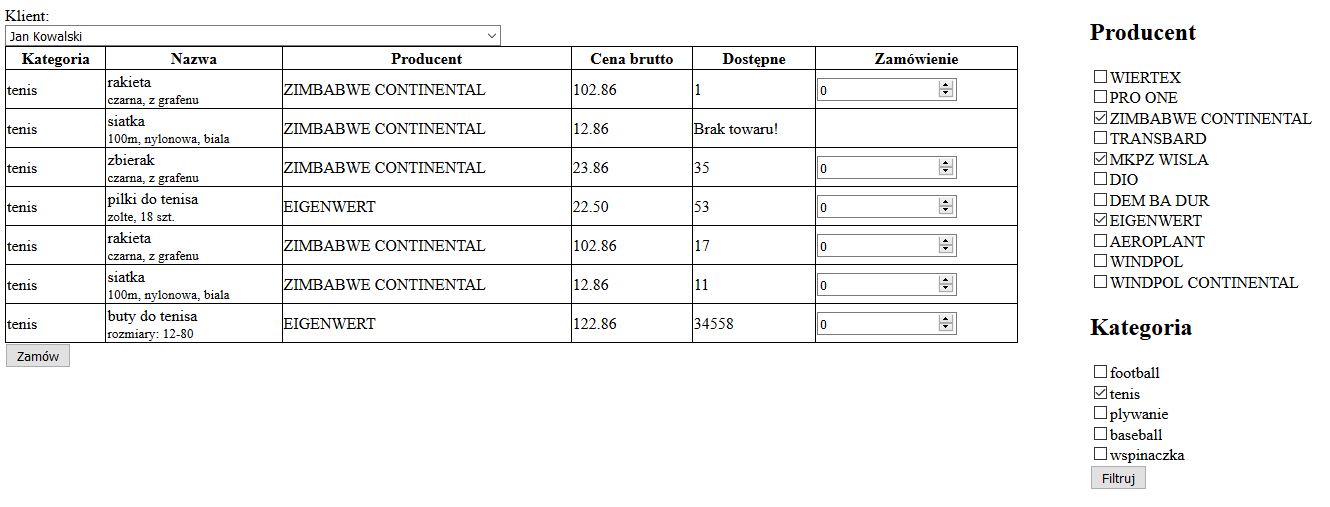 Klient:
Jan Kowalski
Kategoria Nazwa Producent Cena brutto Dostępne Zamówienie
tenis rakieta ZIMBABWE CONTINENTAL 102.86 1 0
czarna, z grafenu
tenis siatka ZIMBABWE CONTINENTAL 12.86 Brak towaru!
100m, nylonowa, biala
tenis zbierak ZIMBABWE CONTINENTAL 23.86 35 0
czarna, z grafenu
tenis pilki do tenisa EIGENWERT 22.50 53 0
zolte, 18 szt.
tenis rakieta ZIMBABWE CONTINENTAL 102.86 17 0
czarna, z grafenu
tenis siatka ZIMBABWE CONTINENTAL 12.86 11 0
100m, nylonowa, biala
tenis buty do tenisa EIGENWERT 122.86 34558 0
rozmiary: 12-80
Zamów
Producent
WIERTEX
PRO ONE
ZIMBABWE CONTINENTAL
TRANSBARD
MKPZ WISLA
DIO
DEM BA DUR
EIGENWERT
AEROPLANT
WINDPOL
WINDPOL CONTINENTAL
Kategoria
football
tenis
plywanie
baseball
wspinaczka
Filtruj